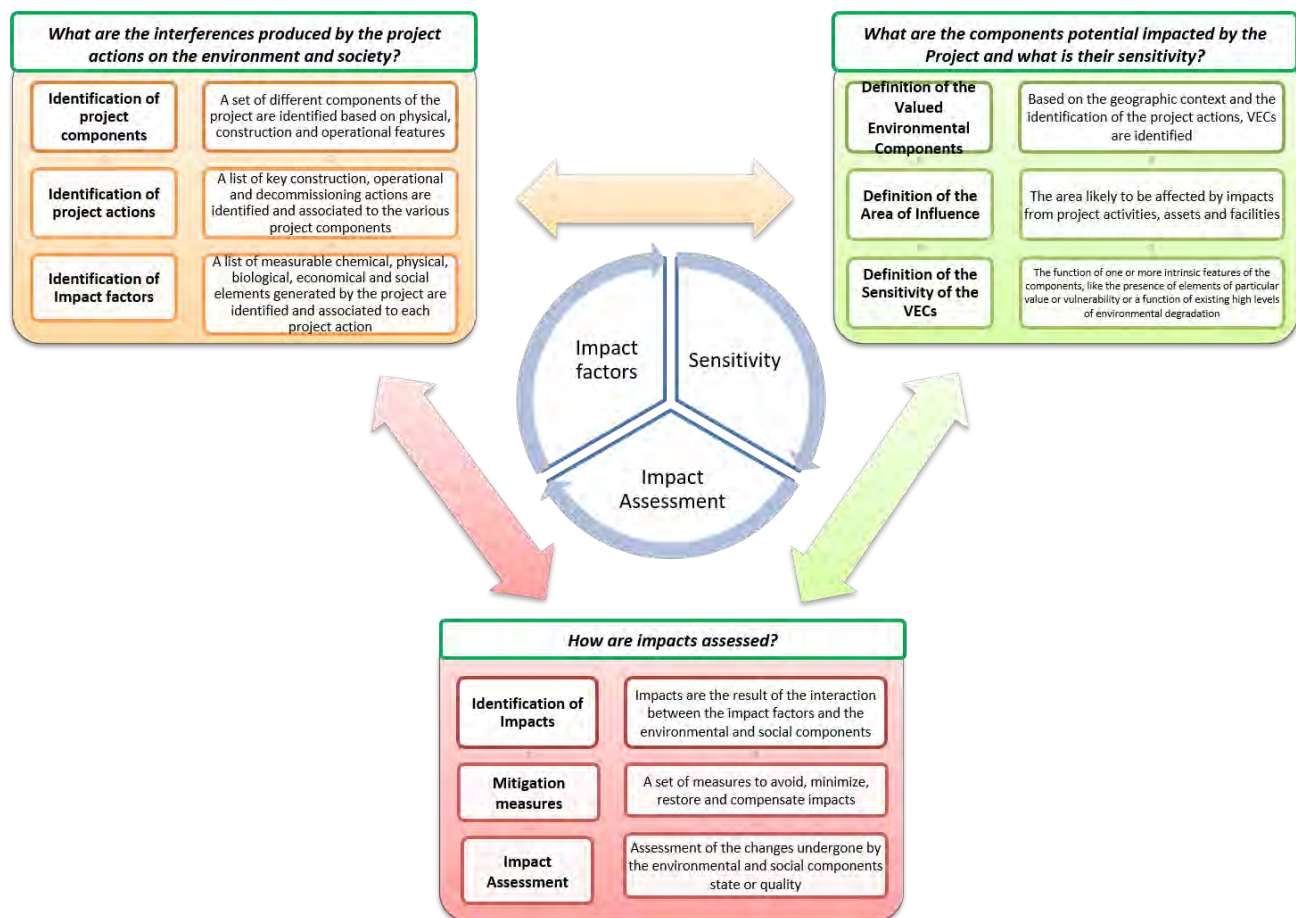 What are the interferences produced by the project
actions on the environment and society?
Identification of
project
components
A set of different components of the
project are identified based on physical,
construction and operational features
Identification of
project actions
A list of key construction, operational
and decommissioning actions are
identified and associated to the various
project components
Identification of
Impact factors
A list of measurable chemical, physical,
biological, economical and social
elements generated by the project are
identified and associated to each
project action
What are the components potential impacted by the
Project and what is their sensitivity?
Definition of the
Valued
Environmental
Components
Based on the geographic context and the
identification of the project actions, VECs
are identified
Definition of the
Area of Influence
The area likely to be affected by impacts
from project activities, assets and facilities
Definition of the
Sensitivity of the
VECs
The function of one or more intrinsic features of the
components, like the presence of elements of particular
value or vulnerability or a function of existing high levels
of environmental degradation
Impact
factors
Sensitivity
Impact
Assessment
How are impacts assessed?
Identification of
Impacts
Impacts are the result of the interaction
between the impact factors and the
environmental and social components
Mitigation
measures
A set of measures to avoid, minimize,
restore and compensate impacts
Impact
Assessment
Assessment of the changes undergone by
the environmental and social components
state or quality